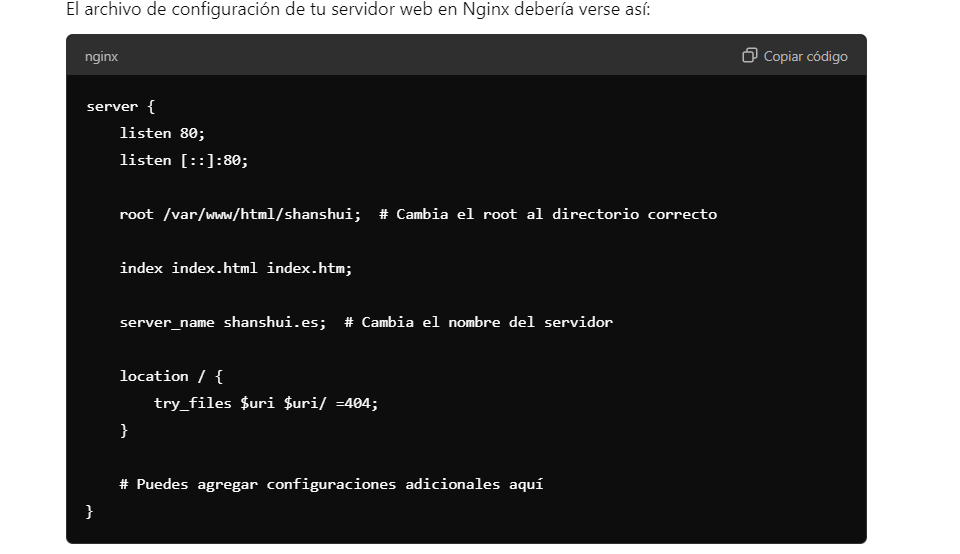 El archivo de configuración de tu servidor web en Nginx debería verse así:
nginx
Copiar código
server {
    listen 80;
    listen [::]:80;
    root /var/www/html/shanshui;  # Cambia el root al directorio correcto
    index index.html index.htm;
    server_name shanshui.es;  # Cambia el nombre del servidor
    location / {
        try_files $uri $uri/ =404;
    }
    # Puedes agregar configuraciones adicionales aquí
}